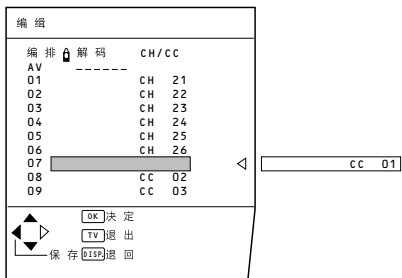 编 缉
编 排 解 码 CH/CC
AV ------
01 CH 21
02 CH 22
03 CH 23
04 CH 24
05 CH 25
06 CH 26
07
CC 01
08 CC 02
09 CC 03
OK 决 定
TV 退 出
保 存 DISP. 退 回